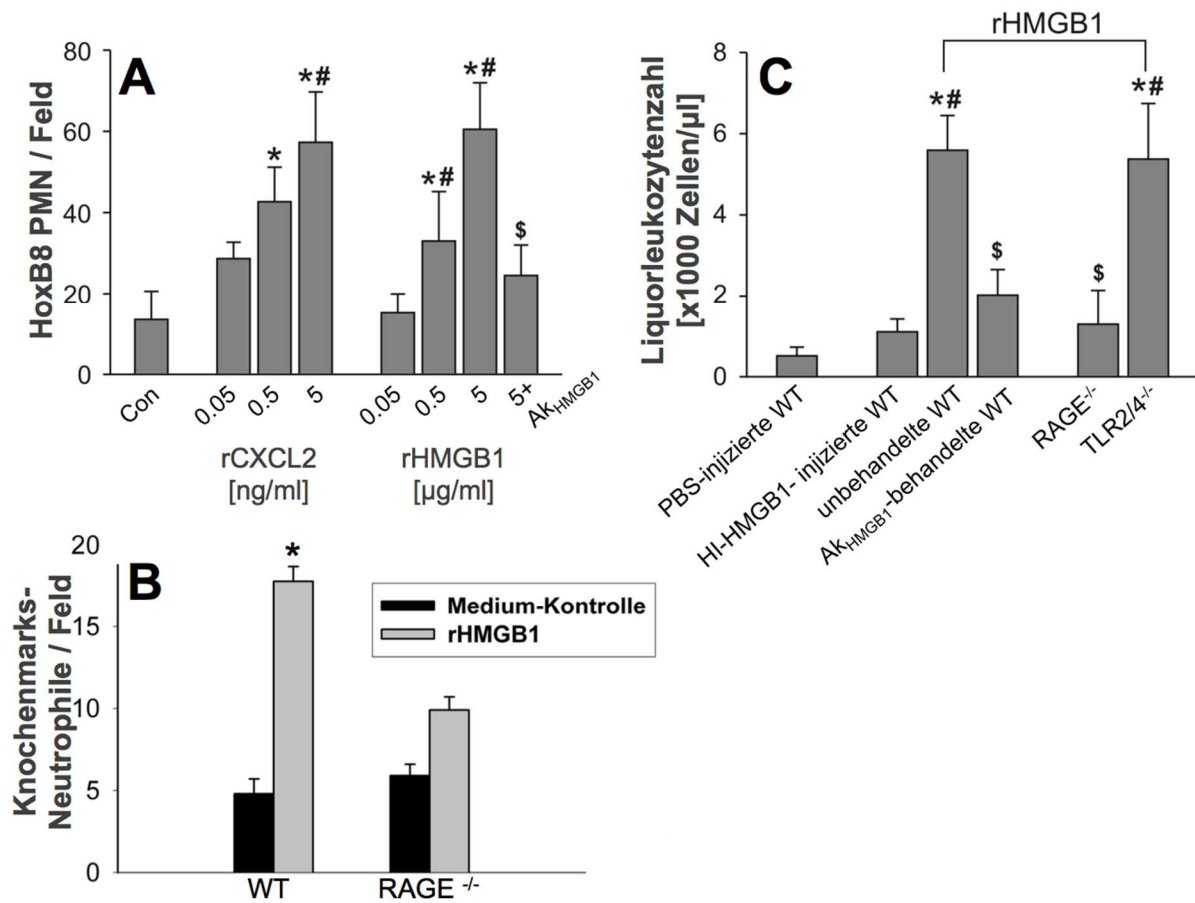 A
HoxB8 PMN / Feld
80
60
40
20
0
*
*#
*#
*#
$
Con
0.05
0.5
5
0.05
0.5
5
5+
AkHMGB1
rCXCL2
[ng/ml]
rHMGB1
[µg/ml]
C
rHMGB1
Liquorleukozytenzahl
[x1000 Zellen/µl]
8
6
4
2
0
*#
$
$
*#
PBS-injizierte WT
HI-HMGB1- injizierte WT
unbehandelte WT
AkHMGB1-behandelte WT
RAGE-/-
TLR2/4-/-
B
Knochenmarks-
Neutrophile / Feld
20
15
10
5
0
*
Medium-Kontrolle
rHMGB1
WT
RAGE -/-